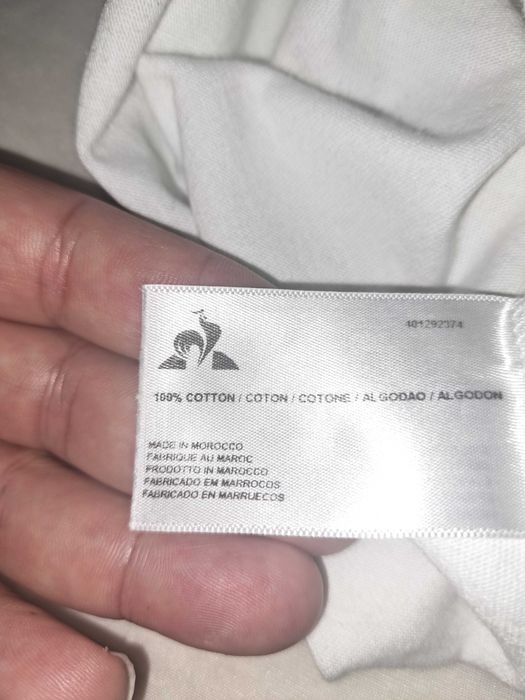 401292374
100% COTTON / COTON / COTONE / ALGODAO / ALGODON
MADE IN MOROCCO
FABRIQUE AU MAROC
PRODOTTO IN MAROCCO
FABRICADO EM MARROCOS
FABRICADO EN MARRUECOS